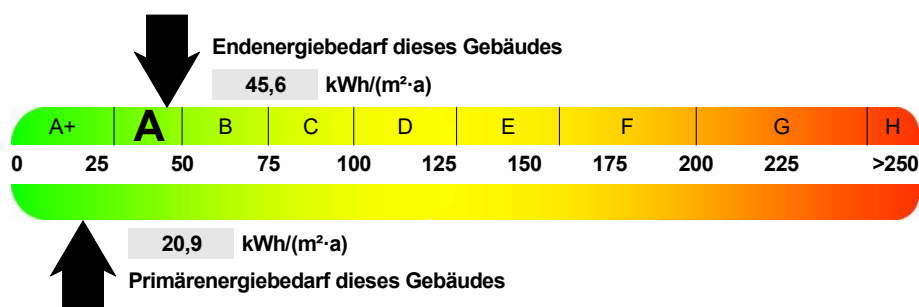 Endenergiebedarf dieses Gebäudes
45,6 kWh/(m²·a)
A+ A B C D E F G H
0 25 50 75 100 125 150 175 200 225 >250
20,9 kWh/(m²·a)
Primärenergiebedarf dieses Gebäudes